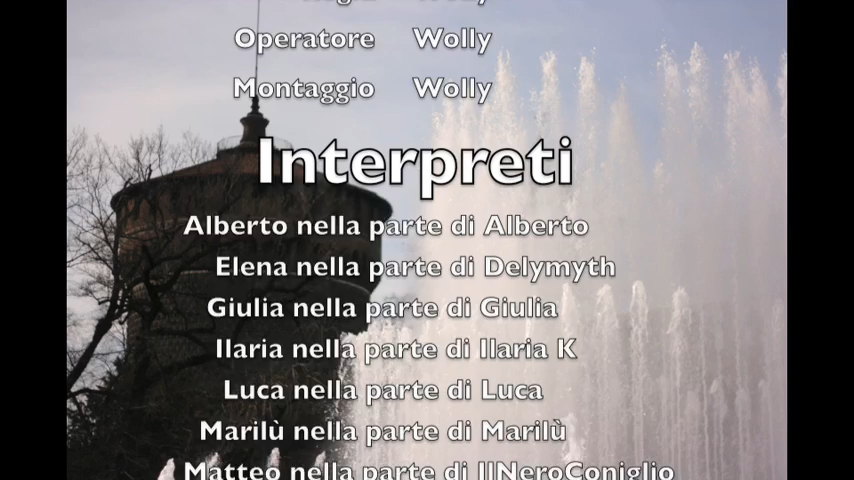 Regia Wolly
Operatore Wolly
Montaggio Wolly
Interpreti
Alberto nella parte di Alberto
Elena nella parte di Delymyth
Giulia nella parte di Giulia
Ilaria nella parte di Ilaria K
Luca nella parte di Luca
Marilù nella parte di Marilù
Matteo nella parte di IlNeroConiglio